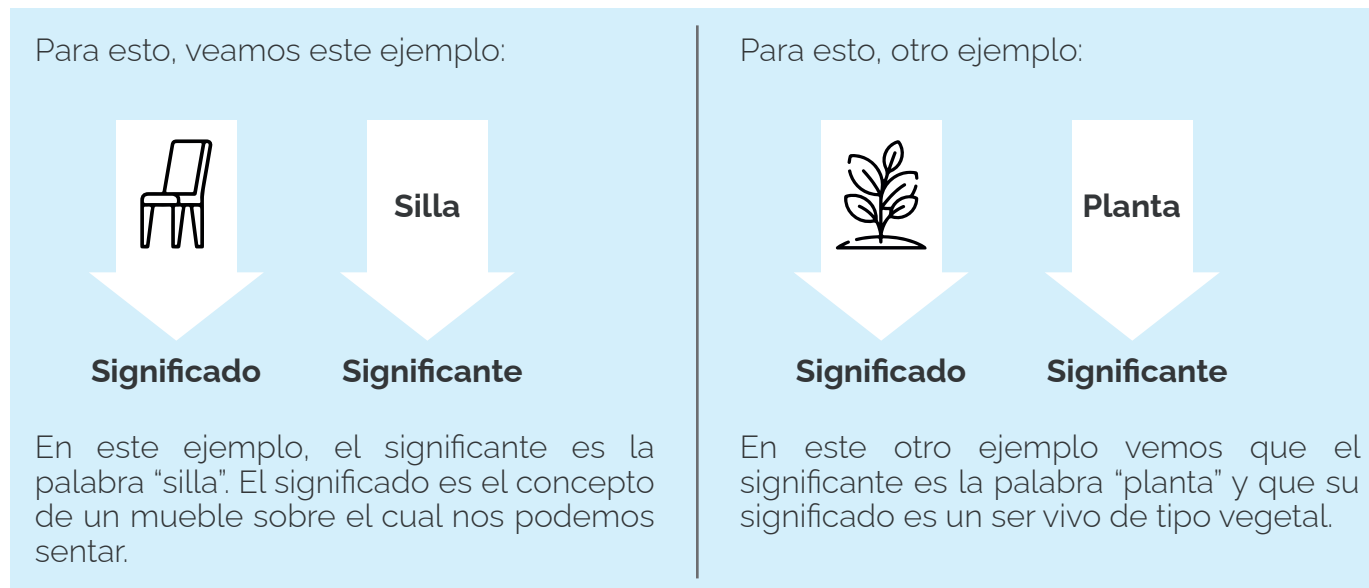 Para esto, veamos este ejemplo:
Silla
Significado
Significante
En este ejemplo, el significante es la
palabra “silla”. El significado es el concepto
de un mueble sobre el cual nos podemos
sentar.
Para esto, otro ejemplo:
Planta
Significado
Significante
En este otro ejemplo vemos que el
significante es la palabra “planta” y que su
significado es un ser vivo de tipo vegetal.